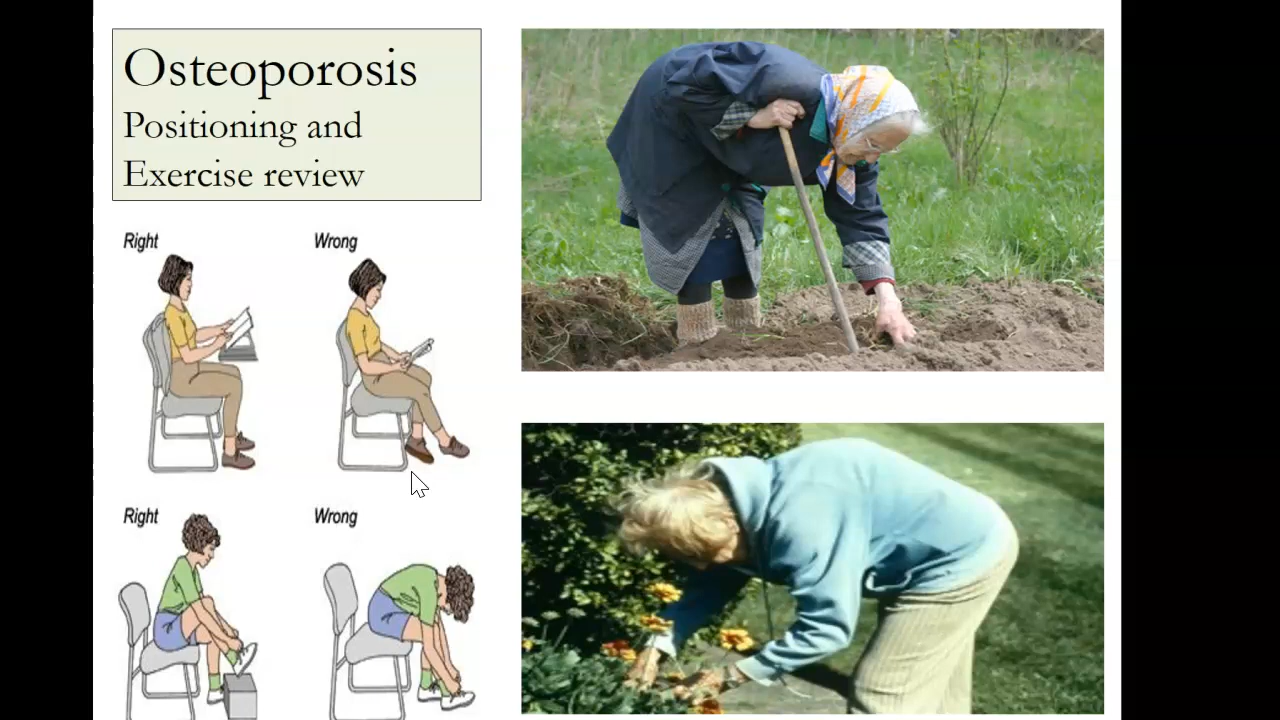 Osteoporosis
Positioning and
Exercise review
Right
Wrong
Right
Wrong